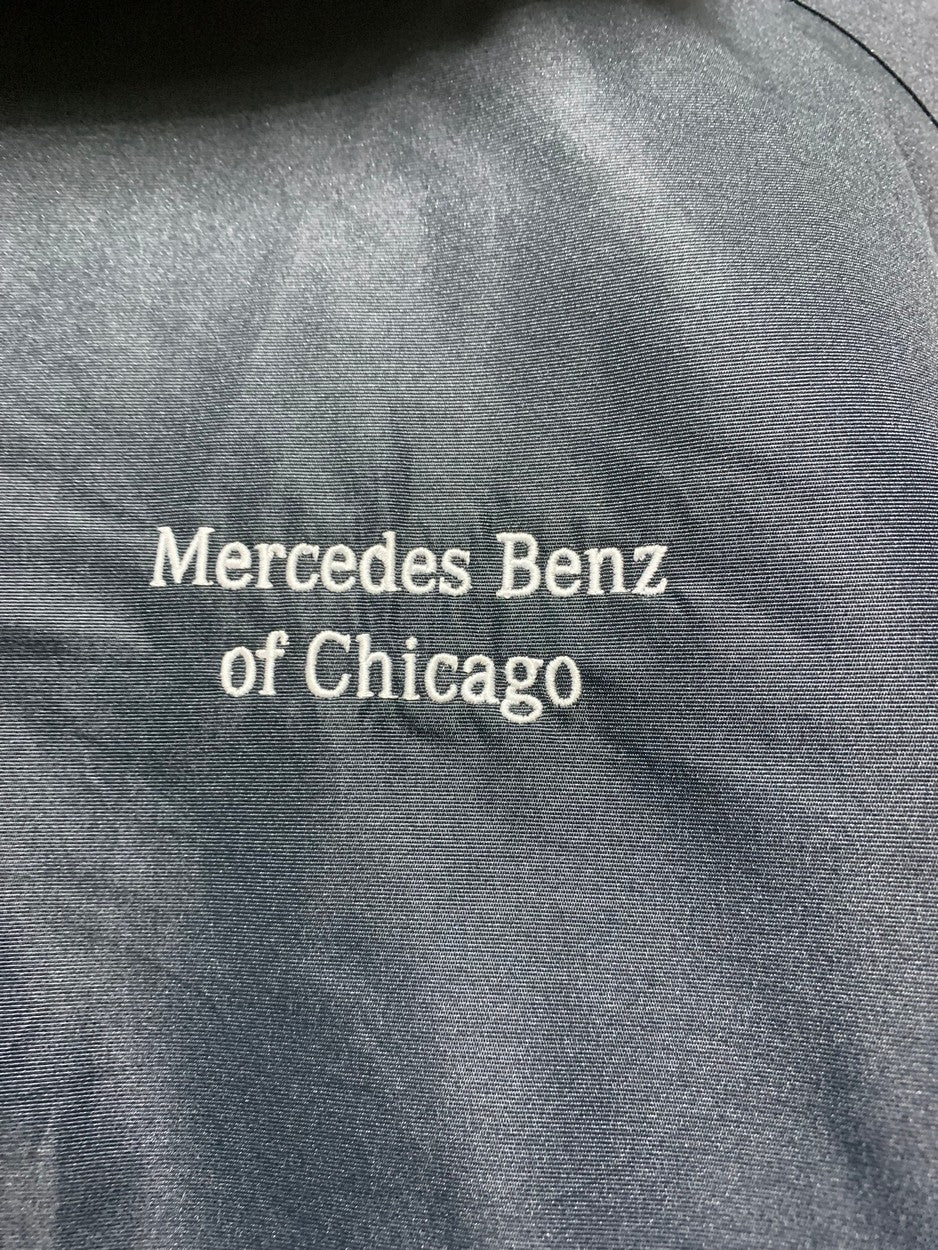 Mercedes Benz
of Chicago